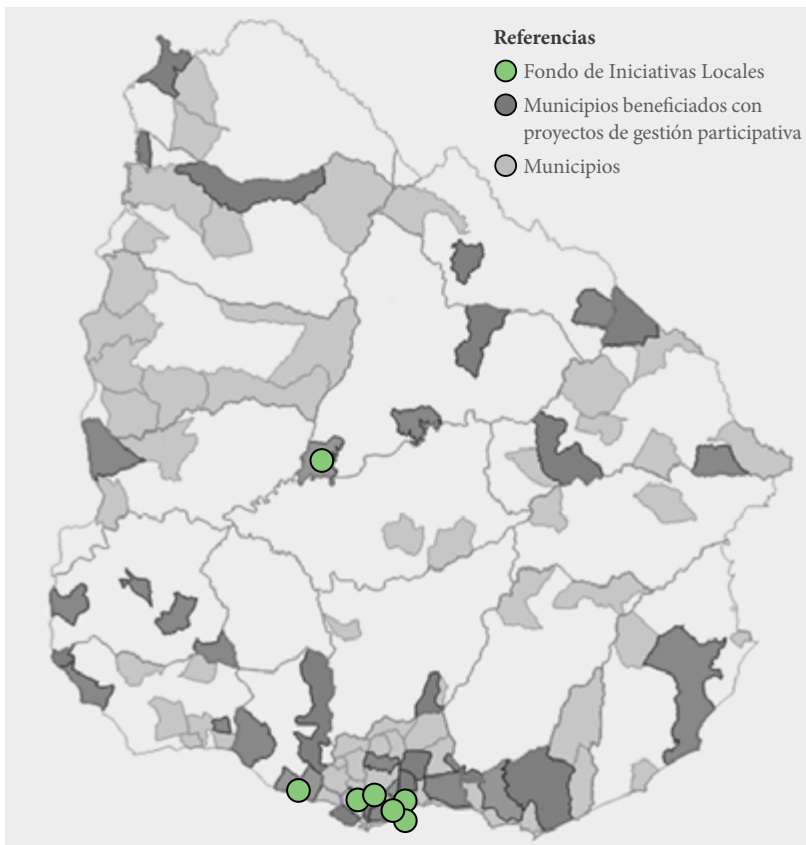 Referencias
Fondo de Iniciativas Locales
Municipios beneficiados con
proyectos de gestión participativa
Municipios